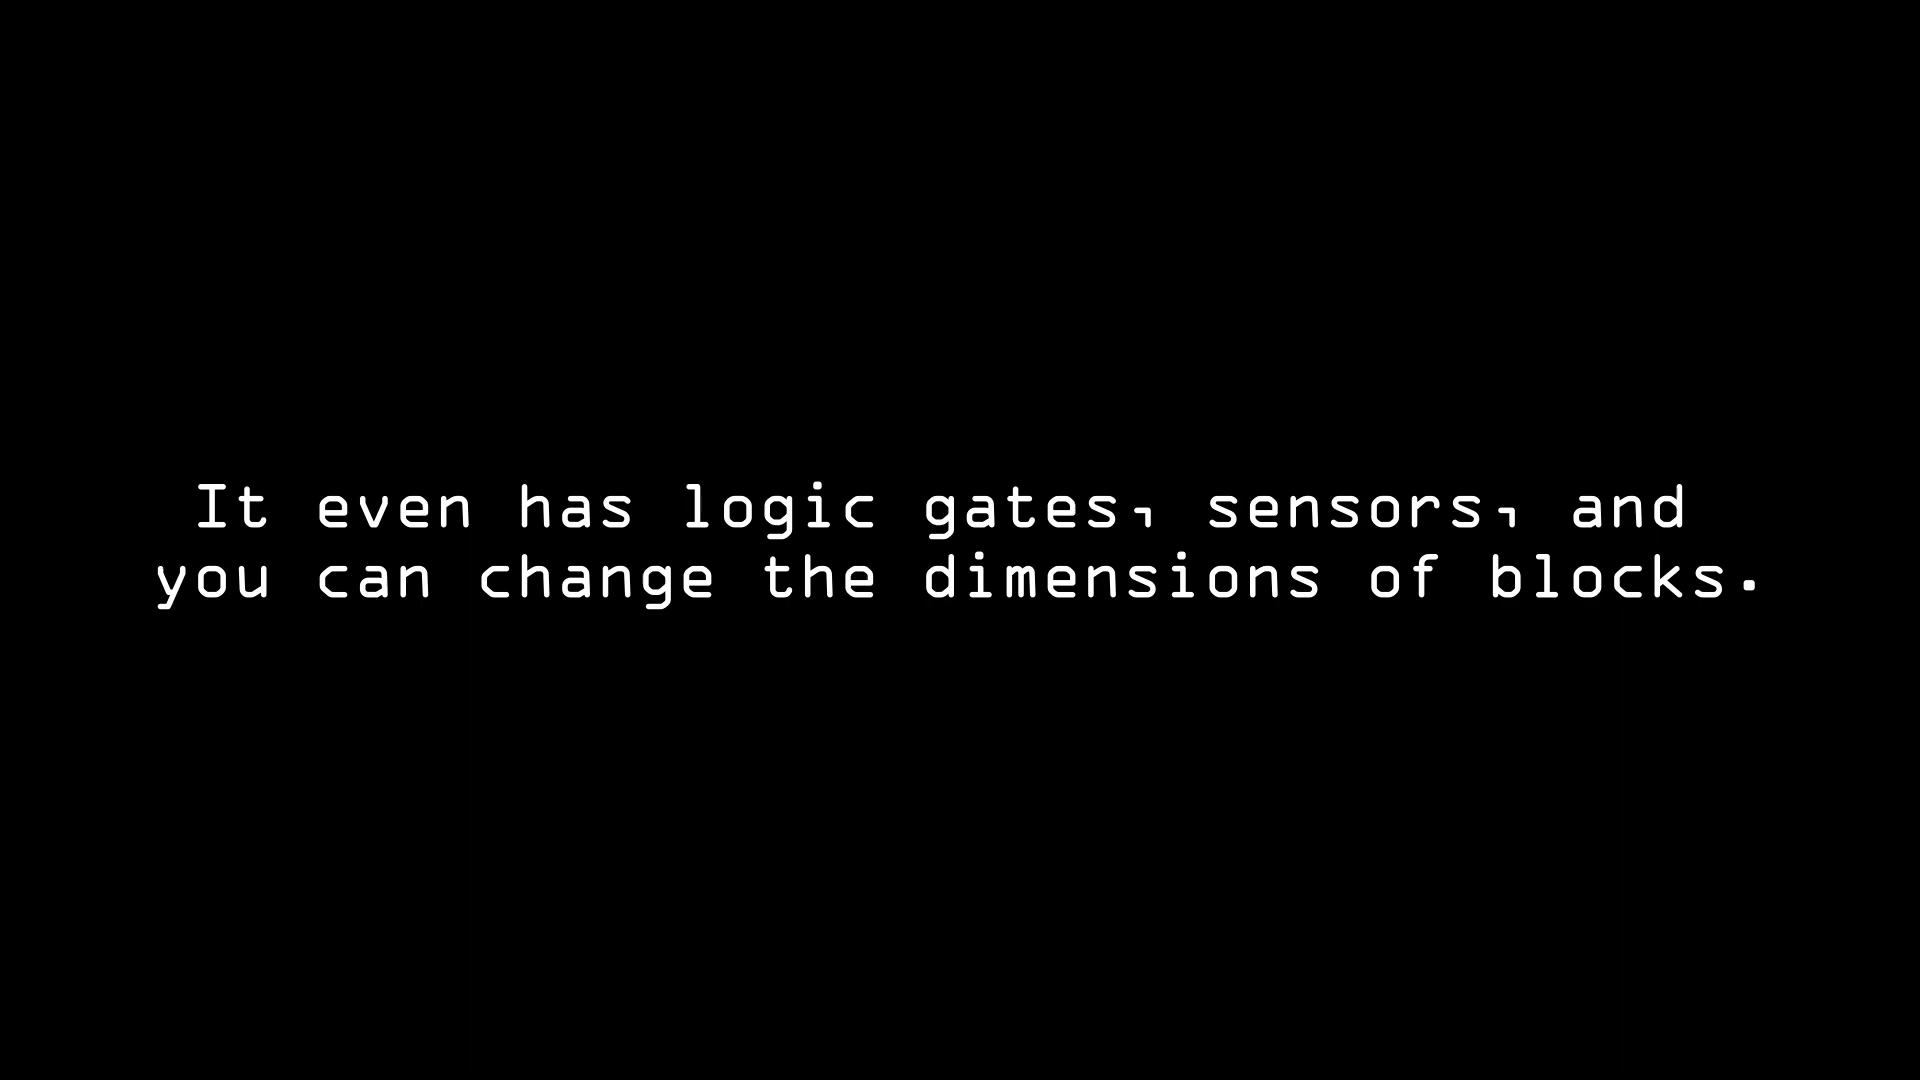 It even has logic gates, sensors, and
you can change the dimensions of blocks.